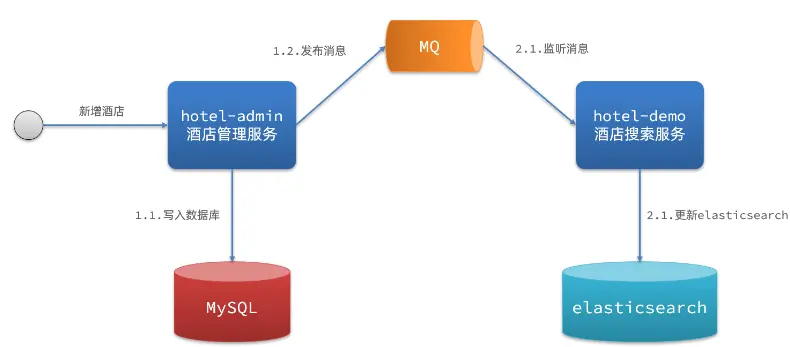 MQ
1.2.发布消息
2.1.监听消息
新增酒店
hotel-admin
酒店管理服务
hotel-demo
酒店搜索服务
1.1.写入数据库
2.1.更新elasticsearch
MySQL
elasticsearch